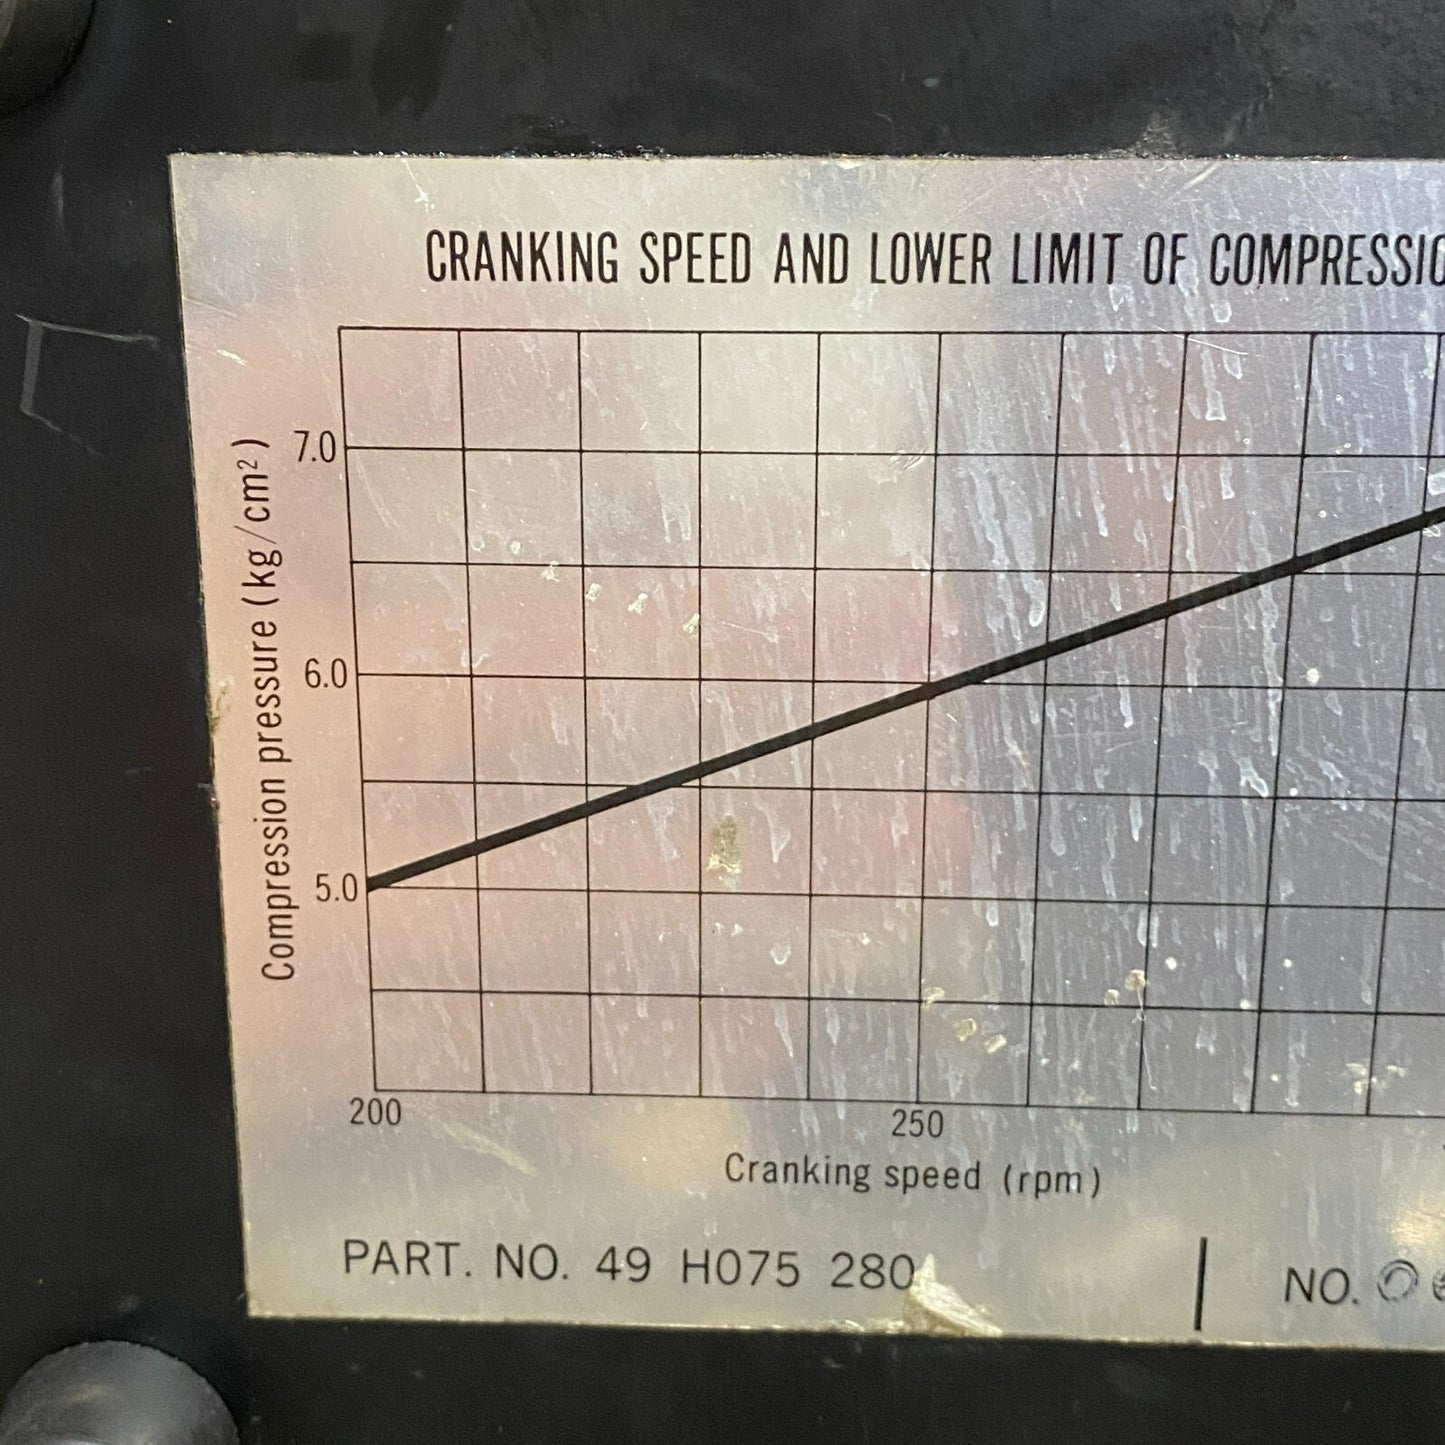 CRANKING SPEED AND LOWER LIMIT OF
Compression pressure (kg/cm²)
7.0
6.0
5.0
200
250
Cranking speed (rpm)
PART. NO. 49 H075 280
NO.